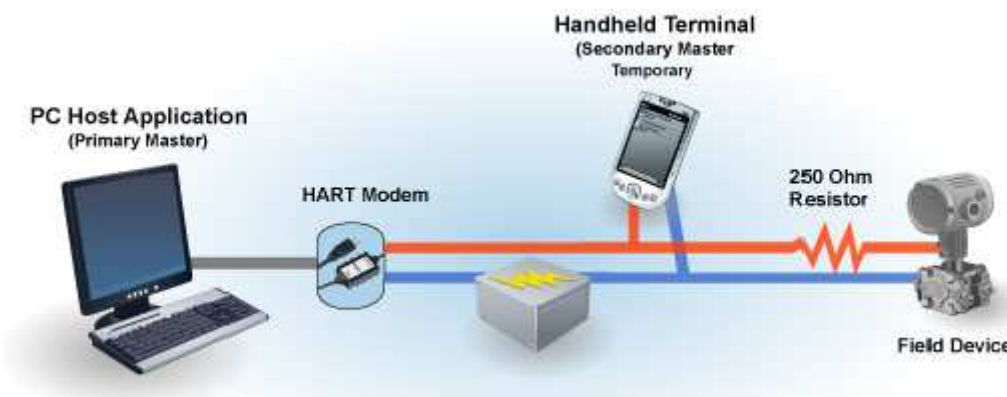 Handheld Terminal
(Secondary Master
Temporary
PC Host Application
(Primary Master)
HART Modem
250 Ohm
Resistor
Field Device